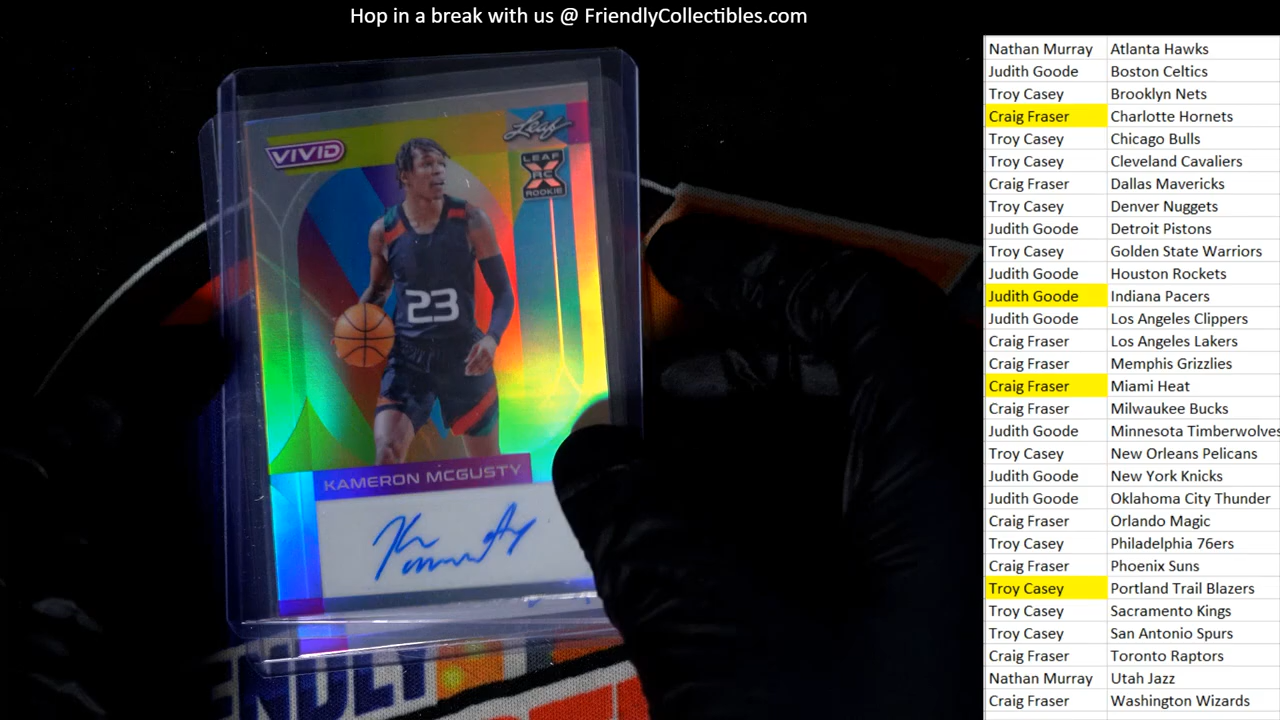 Hop in a break with us @ FriendlyCollectibles.com
VIVID
Leaf
LEAF
RC
ROOKIE
23
KAMERON MCGUSTY
Nathan Murray Atlanta Hawks
Judith Goode Boston Celtics
Troy Casey Brooklyn Nets
Craig Fraser Charlotte Hornets
Troy Casey Chicago Bulls
Troy Casey Cleveland Cavaliers
Craig Fraser Dallas Mavericks
Troy Casey Denver Nuggets
Judith Goode Detroit Pistons
Troy Casey Golden State Warriors
Judith Goode Houston Rockets
Judith Goode Indiana Pacers
Judith Goode Los Angeles Clippers
Craig Fraser Los Angeles Lakers
Craig Fraser Memphis Grizzlies
Craig Fraser Miami Heat
Craig Fraser Milwaukee Bucks
Judith Goode Minnesota Timberwolves
Troy Casey New Orleans Pelicans
Judith Goode New York Knicks
Judith Goode Oklahoma City Thunder
Craig Fraser Orlando Magic
Troy Casey Philadelphia 76ers
Craig Fraser Phoenix Suns
Troy Casey Portland Trail Blazers
Troy Casey Sacramento Kings
Troy Casey San Antonio Spurs
Craig Fraser Toronto Raptors
Nathan Murray Utah Jazz
Craig Fraser Washington Wizards